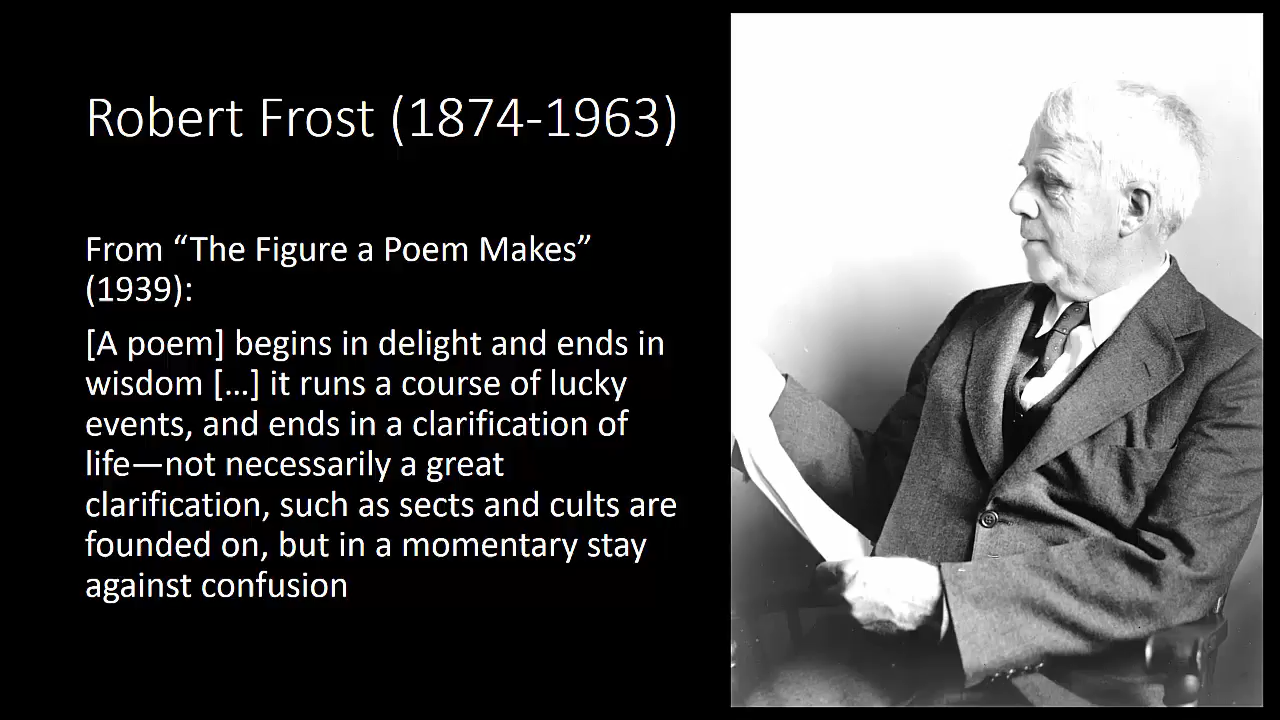 Robert Frost (1874-1963)
From “The Figure a Poem Makes”
(1939):
[A poem] begins in delight and ends in
wisdom […] it runs a course of lucky
events, and ends in a clarification of
life—not necessarily a great
clarification, such as sects and cults are
founded on, but in a momentary stay
against confusion